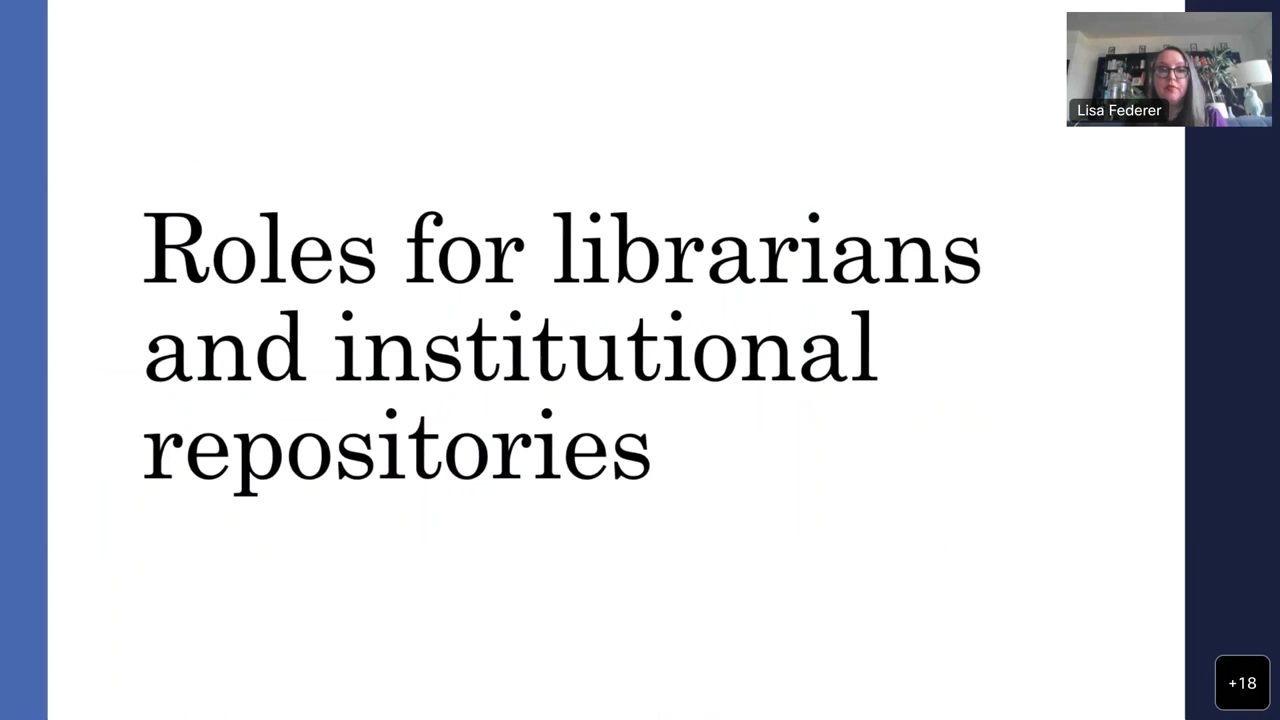 Lisa Federer
Roles for librarians
and institutional
repositories
+18